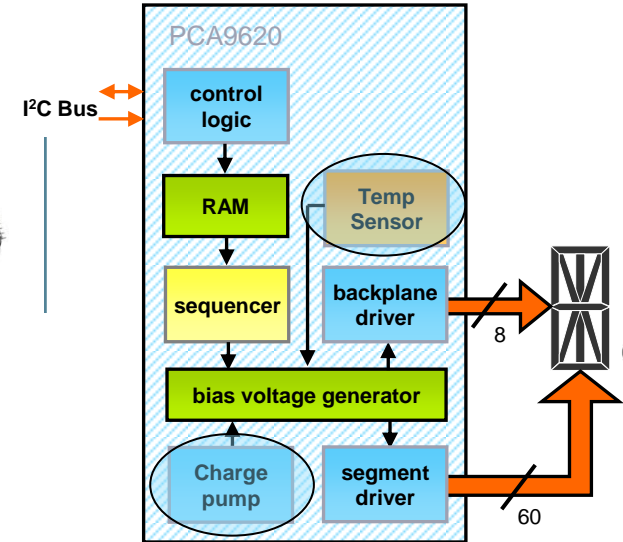 PCA9620
I²C Bus
control
logic
RAM
Temp
Sensor
sequencer
backplane
driver
8
bias voltage generator
Charge
pump
segment
driver
60